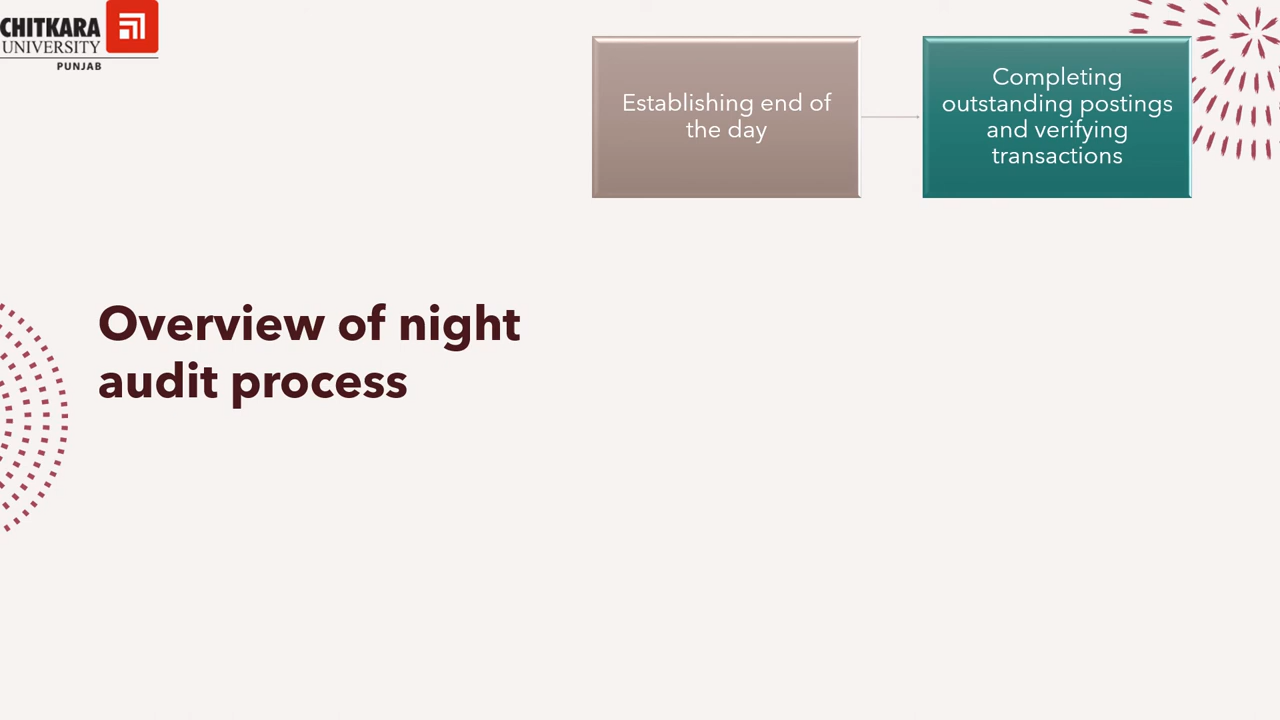 CHITKARA
UNIVERSITY
PUNJAB
Establishing end of
the day
Completing
outstanding postings
and verifying
transactions
Overview of night
audit process